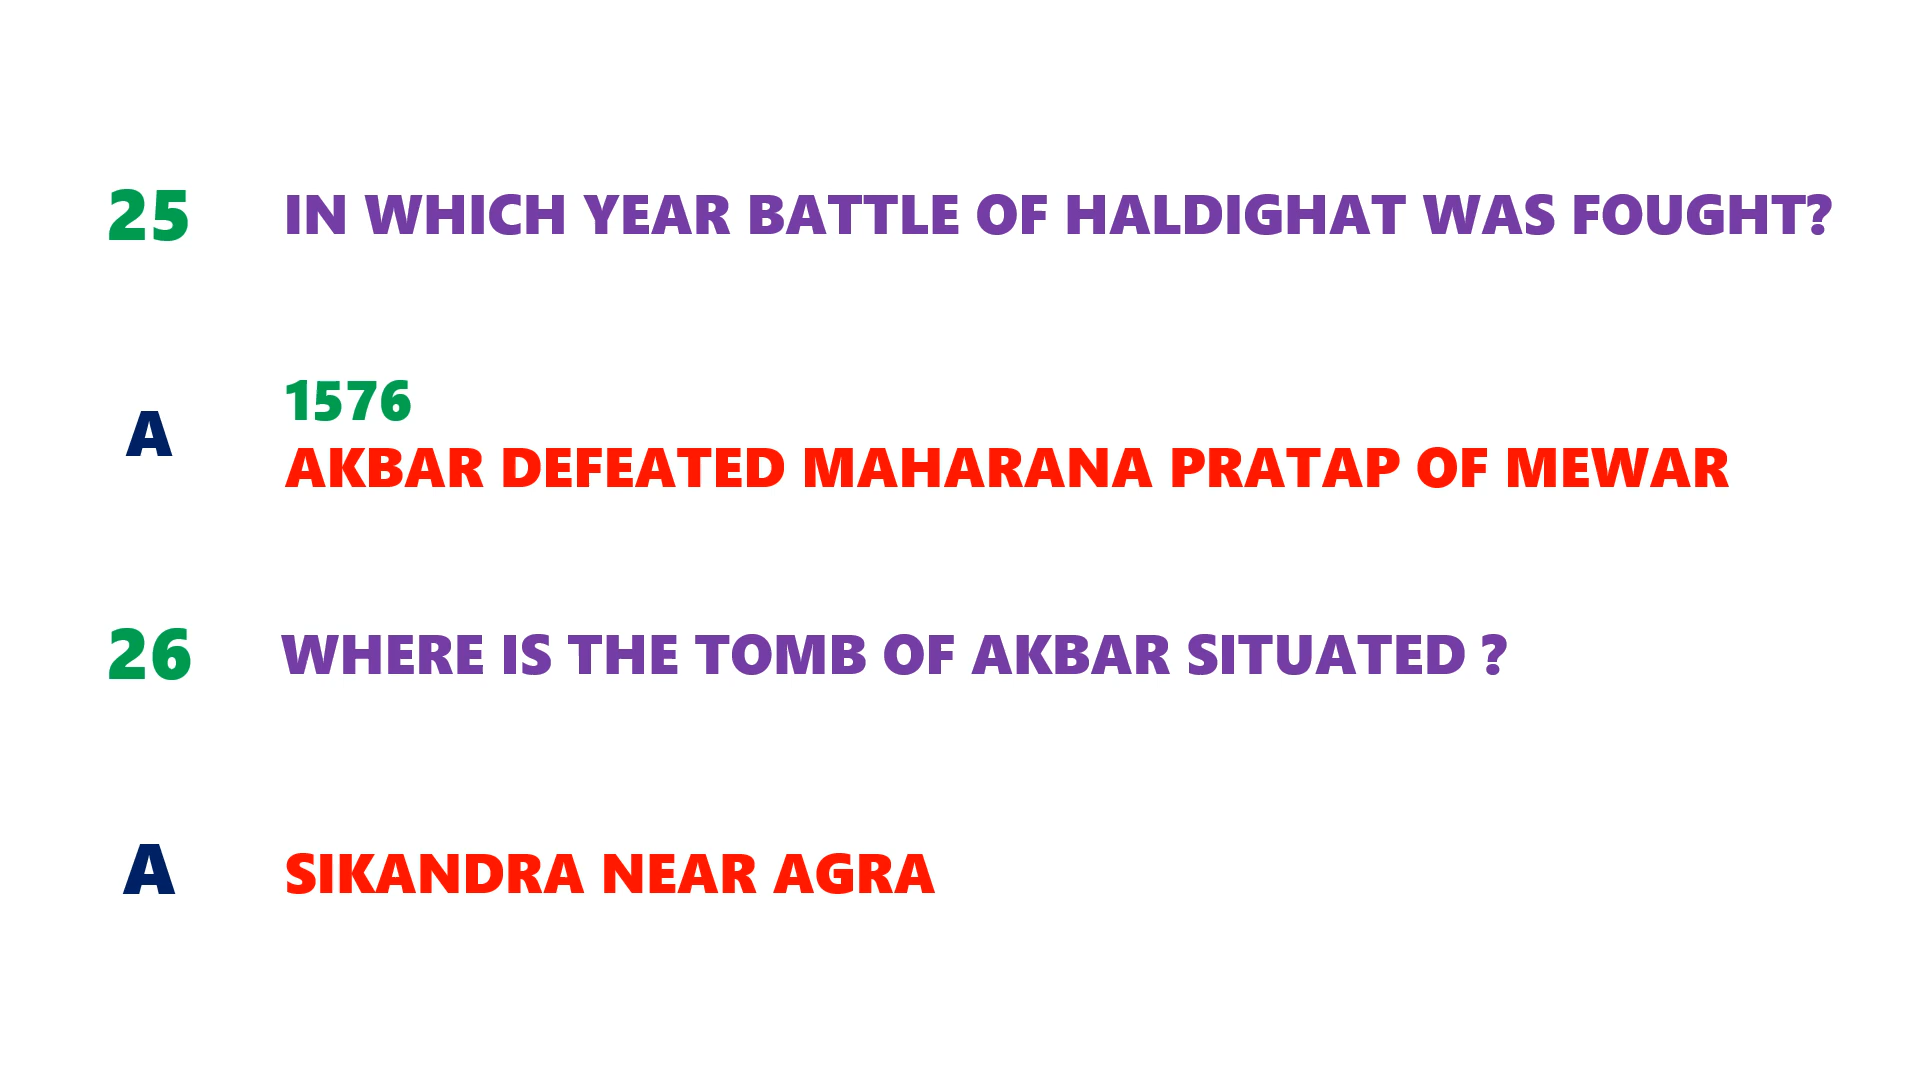 25 IN WHICH YEAR BATTLE OF HALDIGHAT WAS FOUGHT?
A 1576
AKBAR DEFEATED MAHARANA PRATAP OF MEWAR
26 WHERE IS THE TOMB OF AKBAR SITUATED ?
A SIKANDRA NEAR AGRA